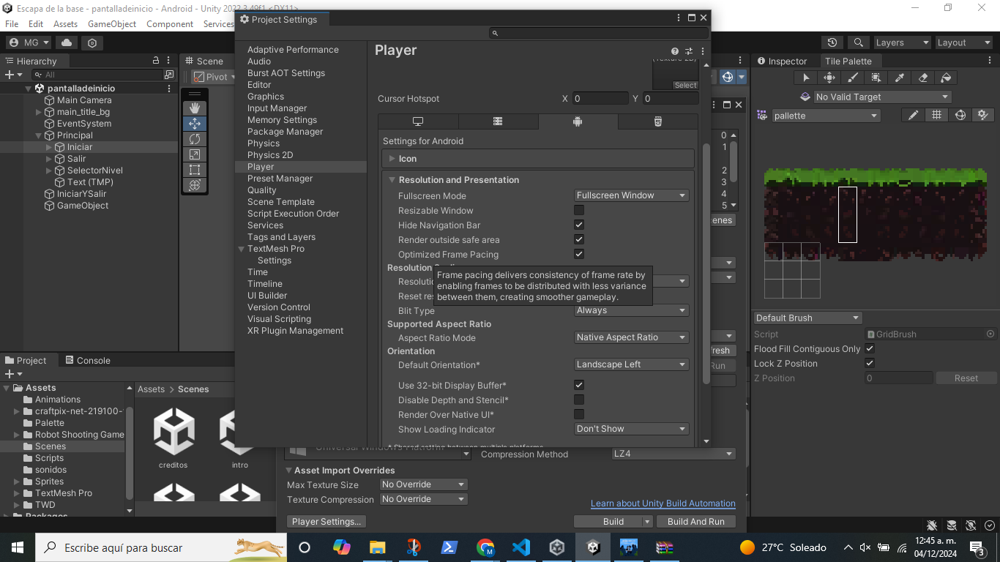 Escapa de la base - pantalladeinicio - Android - Unity 2022.3.49f1 <DX11>
File Edit Assets GameObject Component Services
Project Settings
MG
Layers
Layout
Hierarchy
All
pantalladeinicio
Main Camera
main_title_bg
EventSystem
Principal
Iniciar
Salir
SelectorNivel
Text (TMP)
IniciarYSalir
GameObject
Scene
Pivot
Adaptive Performance
Audio
Burst AOT Settings
Editor
Graphics
Input Manager
Memory Settings
Package Manager
Physics
Physics 2D
Player
Preset Manager
Quality
Scene Template
Script Execution Order
Services
Tags and Layers
TextMesh Pro
Settings
Time
Timeline
UI Builder
Version Control
Visual Scripting
XR Plugin Management
Player
Select
Cursor Hotspot X 0 Y 0
Settings for Android
Icon
Resolution and Presentation
Fullscreen Mode Fullscreen Window
Resizable Window
Hide Navigation Bar
Render outside safe area
Optimized Frame Pacing
Resolution
Frame pacing delivers consistency of frame rate by
enabling frames to be distributed with less variance
between them, creating smoother gameplay.
Blit Type Always
Supported Aspect Ratio
Aspect Ratio Mode Native Aspect Ratio
Orientation
Default Orientation* Landscape Left
Use 32-bit Display Buffer*
Disable Depth and Stencil*
Render Over Native UI*
Show Loading Indicator Don't Show
* Shared setting between multiple platforms.
0
1
2
3
4
5
Inspector Tile Palette
No Valid Target
pallette
Default Brush
Script GridBrush
Flood Fill Contiguous Only
Lock Z Position
Z Position 0 Reset
Project Console
Assets
Animations
craftpix-net-219100-
Palette
Robot Shooting Game
Scenes
Scripts
sonidos
Sprites
TextMesh Pro
TWD
Packages
Assets > Scenes
creditos
intro
Universal Windows Platform
Compression Method LZ4
Asset Import Overrides
Max Texture Size No Override
Texture Compression No Override
Learn about Unity Build Automation
Player Settings... Build Build And Run
Escribe aquí para buscar
27°C Soleado
12:45 a. m.
04/12/2024
3